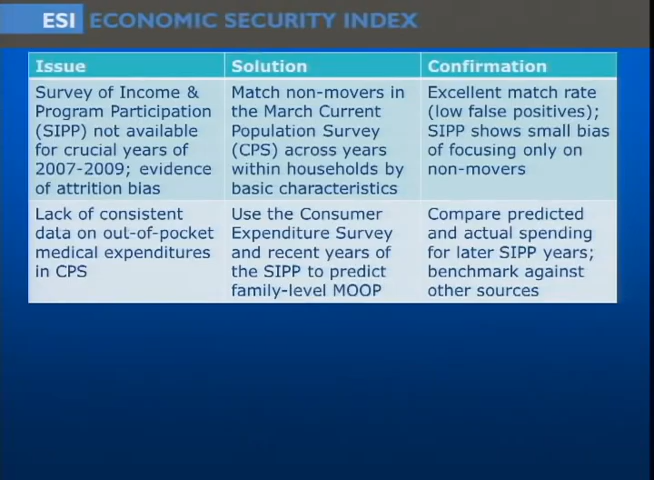 ESI ECONOMIC SECURITY INDEX
Issue
Solution
Confirmation
Survey of Income &
Program Participation
(SIPP) not available
for crucial years of
2007-2009; evidence
of attrition bias
Match non-movers in
the March Current
Population Survey
(CPS) across years
within households by
basic characteristics
Excellent match rate
(low false positives);
SIPP shows small bias
of focusing only on
non-movers
Lack of consistent
data on out-of-pocket
medical expenditures
in CPS
Use the Consumer
Expenditure Survey
and recent years of
the SIPP to predict
family-level MOOP
Compare predicted
and actual spending
for later SIPP years;
benchmark against
other sources